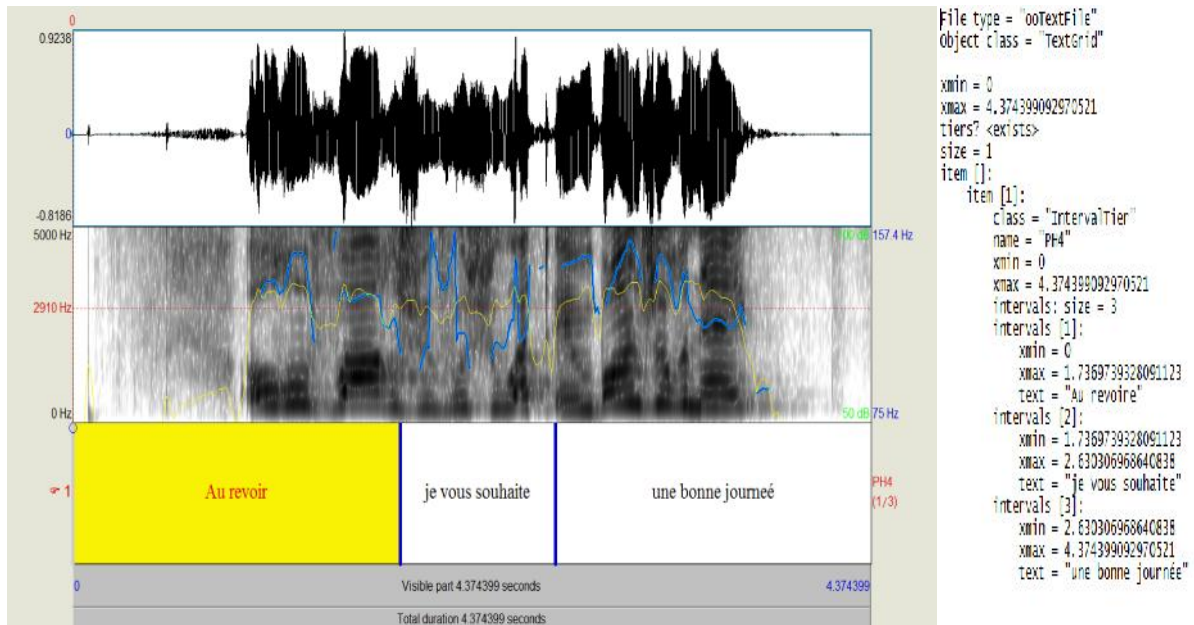 0
0.9238
0
-0.8186
5000 Hz
100 dB 157.4 Hz
2910 Hz
0 Hz
50 dB 75 Hz
1
Au revoir
je vous souhaite
une bonne journeé
PH4
(1/3)
0
Visible part 4.374399 seconds
4.374399
Total duration 4.374399 seconds
File type = "ooTextFile"
Object class = "TextGrid"
xmin = 0
xmax = 4.374399092970521
tiers? <exists>
size = 1
item []:
item [1]:
class = "IntervalTier"
name = "PH4"
xmin = 0
xmax = 4.374399092970521
intervals: size = 3
intervals [1]:
xmin = 0
xmax = 1.7369739328091123
text = "Au revoire"
intervals [2]:
xmin = 1.7369739328091123
xmax = 2.630306968640838
text = "je vous souhaite"
intervals [3]:
xmin = 2.630306968640838
xmax = 4.374399092970521
text = "une bonne journée"